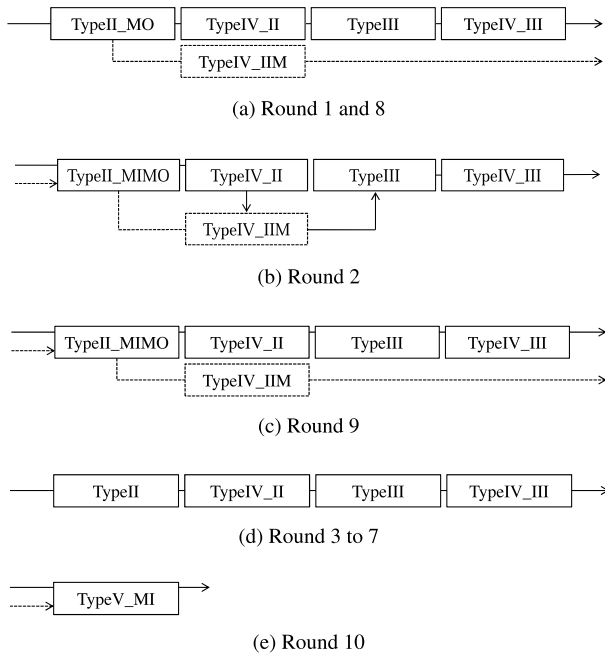 TypeII_MO TypeIV_II TypeIII TypeIV_III
TypeIV_IIM
(a) Round 1 and 8
TypeII_MIMO TypeIV_II TypeIII TypeIV_III
TypeIV_IIM
(b) Round 2
TypeII_MIMO TypeIV_II TypeIII TypeIV_III
TypeIV_IIM
(c) Round 9
TypeII TypeIV_II TypeIII TypeIV_III
(d) Round 3 to 7
TypeV_MI
(e) Round 10